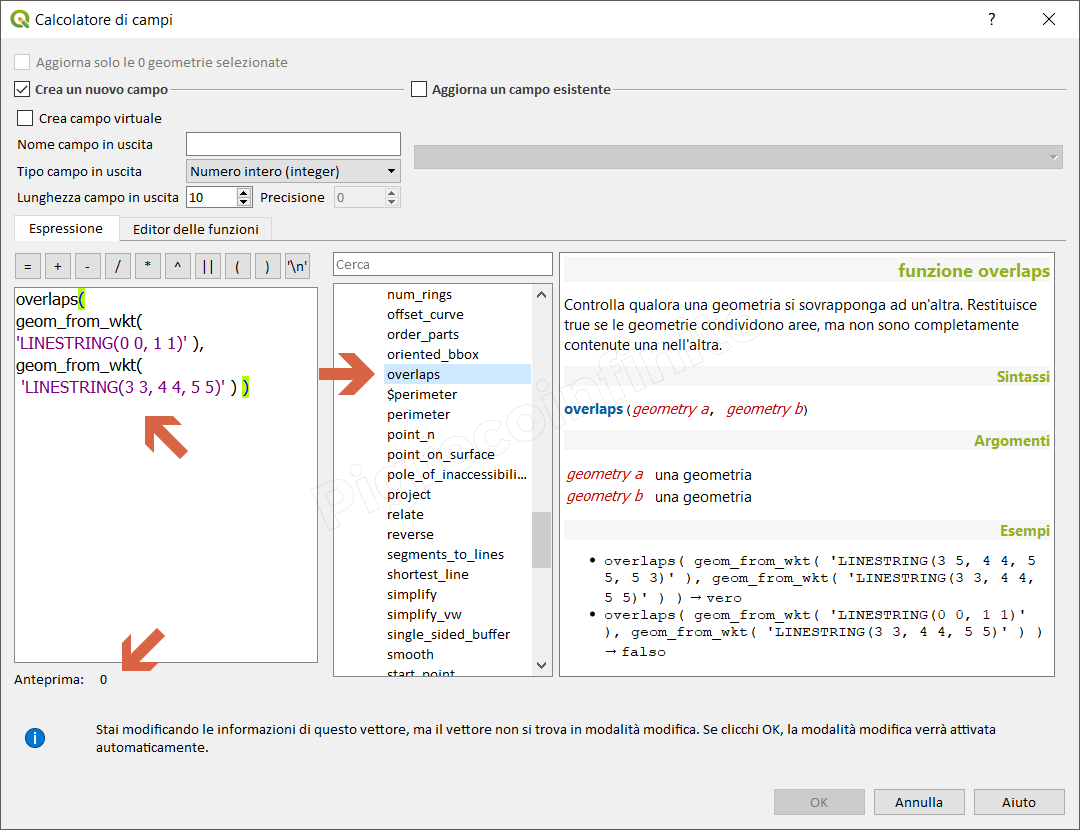 Calcolatore di campi
?
Aggiorna solo le 0 geometrie selezionate
Crea un nuovo campo
Aggiorna un campo esistente
Crea campo virtuale
Nome campo in uscita
Tipo campo in uscita
Numero intero (integer)
Lunghezza campo in uscita
10
Precisione
0
Espressione
Editor delle funzioni
= + - / * ^ || ( ) '\n'
overlaps(
geom_from_wkt(
'LINESTRING(0 0, 1 1)' ),
geom_from_wkt(
'LINESTRING(3 3, 4 4, 5 5)' ) )
Anteprima: 0
Cerca
num_rings
offset_curve
order_parts
oriented_bbox
overlaps
$perimeter
perimeter
point_n
point_on_surface
pole_of_inaccessibili...
project
relate
reverse
segments_to_lines
shortest_line
simplify
simplify_vw
single_sided_buffer
smooth
start_point
funzione overlaps
Controlla qualora una geometria si sovrapponga ad un'altra. Restituisce
true se le geometrie condividono aree, ma non sono completamente
contenute una nell'altra.
Sintassi
overlaps(geometry a, geometry b)
Argomenti
geometry a una geometria
geometry b una geometria
Esempi
• overlaps( geom_from_wkt( 'LINESTRING(3 5, 4 4, 5
5, 5 3)' ), geom_from_wkt( 'LINESTRING(3 3, 4 4,
5 5)' ) ) → vero
• overlaps( geom_from_wkt( 'LINESTRING(0 0, 1 1)'
), geom_from_wkt( 'LINESTRING(3 3, 4 4, 5 5)' ) )
→ falso
Stai modificando le informazioni di questo vettore, ma il vettore non si trova in modalità modifica. Se clicchi OK, la modalità modifica verrà attivata
automaticamente.
OK
Annulla
Aiuto